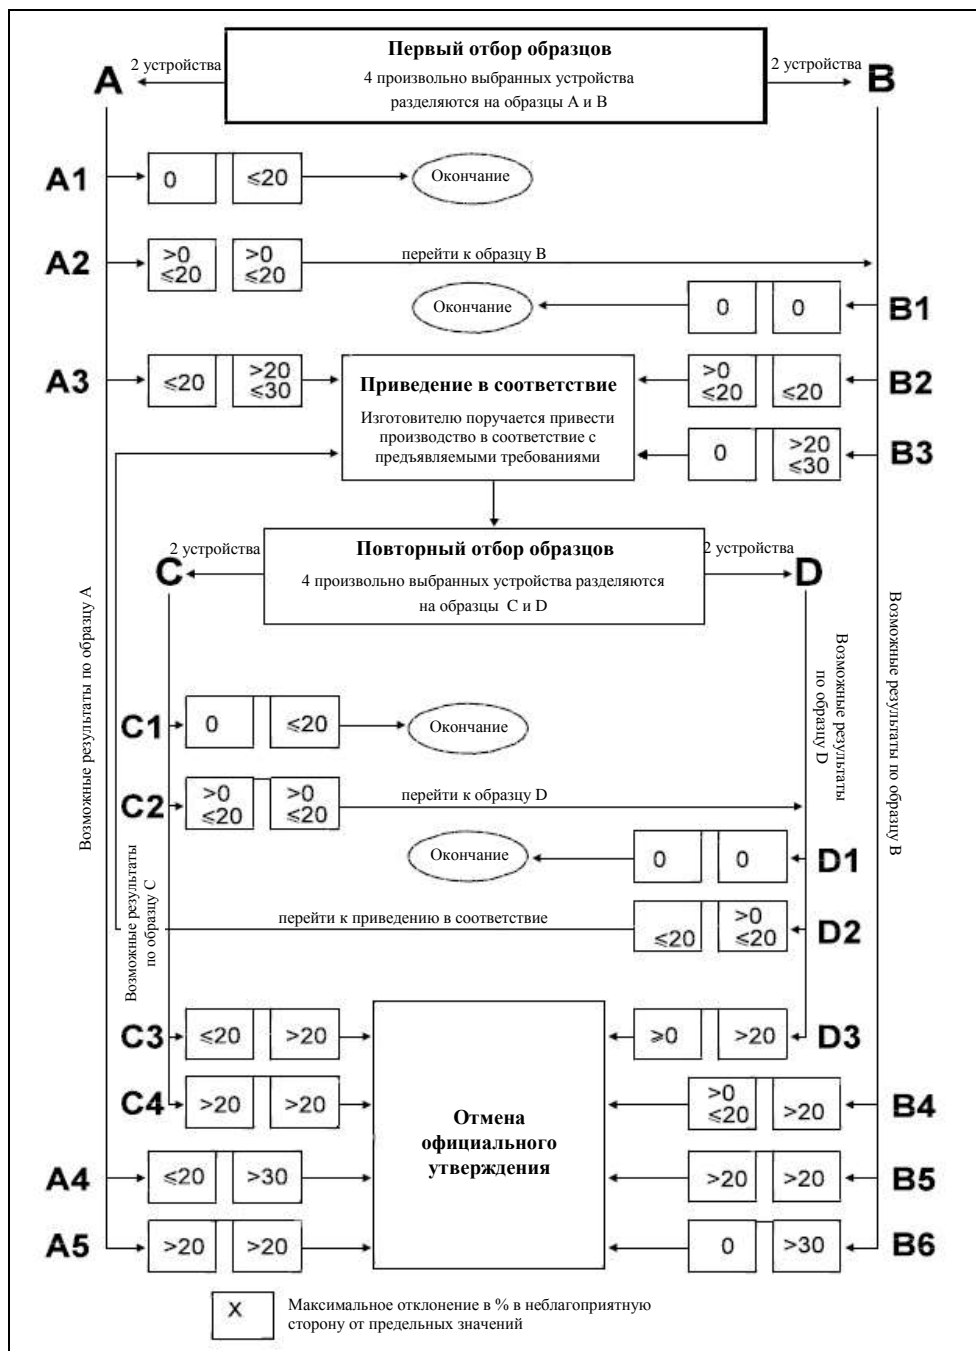 Первый отбор образцов
4 произвольно выбранных устройства
разделяются на образцы А и В
2 устройства
2 устройства
A
B
A1
0
≤20
Окончание
A2
>0
≤20
>0
≤20
перейти к образцу В
Окончание
0
0
B1
A3
≤20
>20
≤30
Приведение в соответствие
Изготовителю поручается привести
производство в соответствие с
предъявляемыми требованиями
>0
≤20
≤20
B2
0
>20
≤30
B3
Повторный отбор образцов
4 произвольно выбранных устройства разделяются
на образцы С и D
2 устройства
2 устройства
C
D
Возможные результаты по образцу А
Возможные результаты по образцу В
Возможные результаты
по образцу D
C1
0
≤20
Окончание
C2
>0
≤20
>0
≤20
перейти к образцу D
Окончание
0
0
D1
Возможные результаты
по образцу С
перейти к приведению в соответствие
≤20
>0
≤20
D2
C3
≤20
>20
≥0
>20
D3
C4
>20
>20
Отмена
официального
утверждения
>0
≤20
>20
B4
A4
≤20
>30
>20
>20
B5
A5
>20
>20
0
>30
B6
X
Максимальное отклонение в % в неблагоприятную
сторону от предельных значений